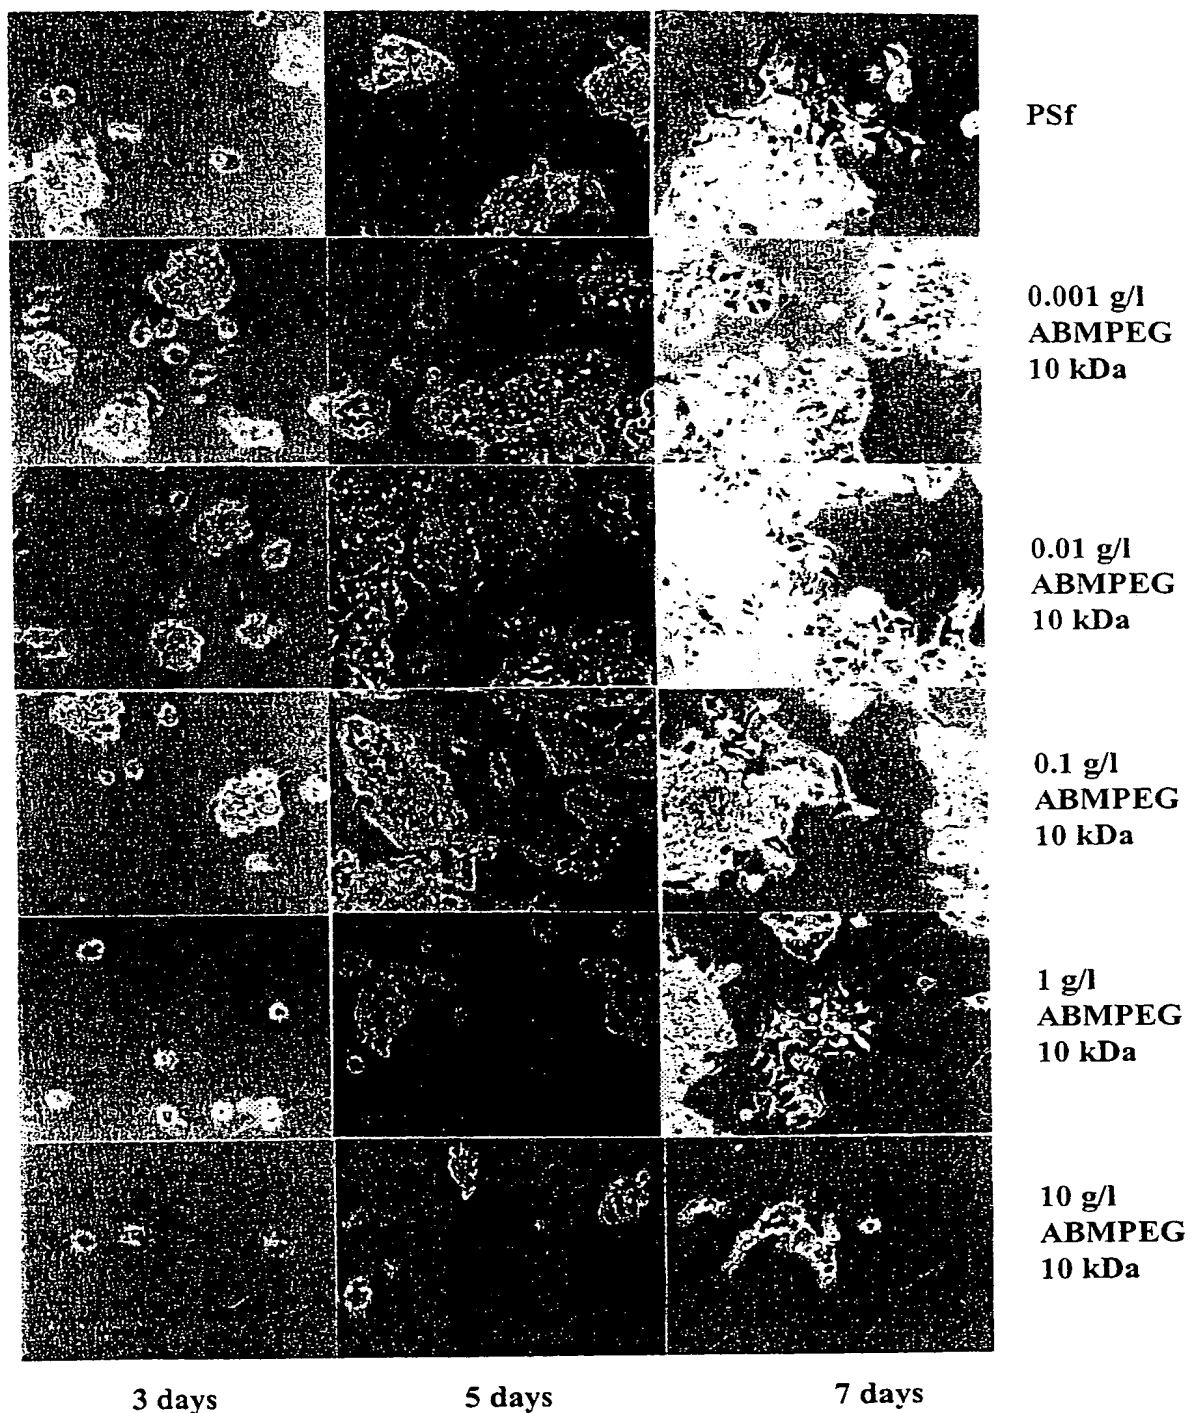 PSf
0.001 g/l
ABMPEG
10 kDa
0.01 g/l
ABMPEG
10 kDa
0.1 g/l
ABMPEG
10 kDa
1 g/l
ABMPEG
10 kDa
10 g/l
ABMPEG
10 kDa
3 days
5 days
7 days